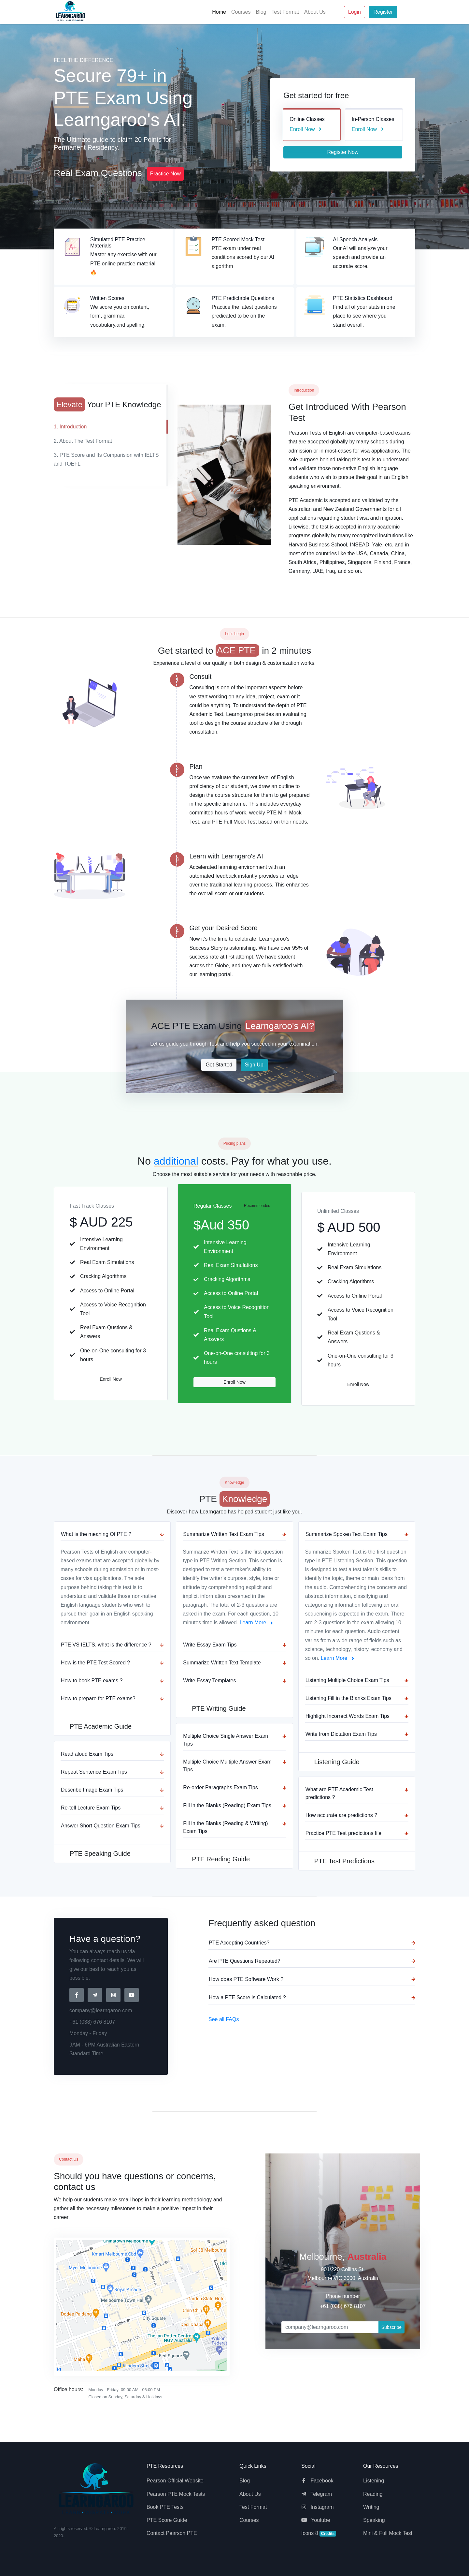 LEARNGAROO
Home Courses Blog Test Format About Us Login Register
FEEL THE DIFFERENCE
Secure 79+ in
PTE Exam Using
Learngaroo's AI.
The Ultimate guide to claim 20 Points for
Permanent Residency.
Real Exam Questions Practice Now
Get started for free
Online Classes
Enroll Now
In-Person Classes
Enroll Now
Register Now
Simulated PTE Practice
Materials
Master any exercise with our
PTE online practice material
🔥
PTE Scored Mock Test
PTE exam under real
conditions scored by our AI
algorithm
AI Speech Analysis
Our AI will analyze your
speech and provide an
accurate score.
Written Scores
We score you on content,
form, grammar,
vocabulary,and spelling.
PTE Predictable Questions
Practice the latest questions
predicated to be on the
exam.
PTE Statistics Dashboard
Find all of your stats in one
place to see where you
stand overall.
Elevate Your PTE Knowledge
1. Introduction
2. About The Test Format
3. PTE Score and Its Comparision with IELTS
and TOEFL
Introduction
Get Introduced With Pearson
Test
Pearson Tests of English are computer-based exams
that are accepted globally by many schools during
admission or in most-cases for visa applications. The
sole purpose behind taking this test is to understand
and validate those non-native English language
students who wish to pursue their goal in an English
speaking environment.
PTE Academic is accepted and validated by the
Australian and New Zealand Governments for all
applications regarding student visa and migration.
Likewise, the test is accepted in many academic
programs globally by many recognized institutions like
Harvard Business School, INSEAD, Yale, etc. and in
most of the countries like the USA, Canada, China,
South Africa, Philippines, Singapore, Finland, France,
Germany, UAE, Iraq, and so on.
Let's begin
Get started to ACE PTE in 2 minutes
Experience a level of our quality in both design & customization works.
Consult
Consulting is one of the important aspects before
we start working on any idea, project, exam or it
could be anything. To understand the depth of PTE
Academic Test, Learngaroo provides an evaluating
tool to design the course structure after thorough
consultation.
Plan
Once we evaluate the current level of English
proficiency of our student, we draw an outline to
design the course structure for them to get prepared
in the specific timeframe. This includes everyday
committed hours of work, weekly PTE Mini Mock
Test, and PTE Full Mock Test based on their needs.
Learn with Learngaro's AI
Accelerated learning environment with an
automated feedback instantly provides an edge
over the traditional learning process. This enhances
the overall score or our students.
Get your Desired Score
Now it's the time to celebrate. Learngaroo's
Success Story is astonishing. We have over 95% of
success rate at first attempt. We have student
across the Globe, and they are fully satisfied with
our learning portal.
ACE PTE Exam Using Learngaroo's AI?
Let us guide you through Test and help you succeed in your examination.
Get Started Sign Up
Pricing plans
No additional costs. Pay for what you use.
Choose the most suitable service for your needs with reasonable price.
Fast Track Classes
$ AUD 225
Intensive Learning
Environment
Real Exam Simulations
Cracking Algorithms
Access to Online Portal
Access to Voice Recognition
Tool
Real Exam Qustions &
Answers
One-on-One consulting for 3
hours
Enroll Now
Regular Classes Recommended
$Aud 350
Intensive Learning
Environment
Real Exam Simulations
Cracking Algorithms
Access to Online Portal
Access to Voice Recognition
Tool
Real Exam Qustions &
Answers
One-on-One consulting for 3
hours
Enroll Now
Unlimited Classes
$ AUD 500
Intensive Learning
Environment
Real Exam Simulations
Cracking Algorithms
Access to Online Portal
Access to Voice Recognition
Tool
Real Exam Qustions &
Answers
One-on-One consulting for 3
hours
Enroll Now
Knowledge
PTE Knowledge
Discover how Learngaroo has helped student just like you.
What is the meaning Of PTE ?
Pearson Tests of English are computer-
based exams that are accepted globally by
many schools during admission or in most-
cases for visa applications. The sole
purpose behind taking this test is to
understand and validate those non-native
English language students who wish to
pursue their goal in an English speaking
environment.
PTE VS IELTS, what is the difference ?
How is the PTE Test Scored ?
How to book PTE exams ?
How to prepare for PTE exams?
PTE Academic Guide
Read aloud Exam Tips
Repeat Sentence Exam Tips
Describe Image Exam Tips
Re-tell Lecture Exam Tips
Answer Short Question Exam Tips
PTE Speaking Guide
Summarize Written Text Exam Tips
Summarize Written Text is the first question
type in PTE Writing Section. This section is
designed to test a test taker's ability to
identify the writer's purpose, style, tone or
attitude by comprehending explicit and
implicit information presented in the
paragraph. The total of 2-3 questions are
asked in the exam. For each question, 10
minutes time is allowed. Learn More
Write Essay Exam Tips
Summarize Written Text Template
Write Essay Templates
PTE Writing Guide
Multiple Choice Single Answer Exam
Tips
Multiple Choice Multiple Answer Exam
Tips
Re-order Paragraphs Exam Tips
Fill in the Blanks (Reading) Exam Tips
Fill in the Blanks (Reading & Writing)
Exam Tips
PTE Reading Guide
Summarize Spoken Text Exam Tips
Summarize Spoken Text is the first question
type in PTE Listening Section. This question
is designed to test a test taker's skills to
identify the topic, theme or main ideas from
the audio. Comprehending the concrete and
abstract information, classifying and
categorizing information following an oral
sequencing is expected in the exam. There
are 2-3 questions in the exam and 10
minutes for each question. Audio content
varies from a wide range of fields such as
science, technology, history, economy and
so on. Learn More
Listening Multiple Choice Exam Tips
Listening Fill in the Blanks Exam Tips
Highlight Incorrect Words Exam Tips
Write from Dictation Exam Tips
Listening Guide
What are PTE Academic Test
predictions ?
How accurate are predictions ?
Practice PTE Test predictions file
PTE Test Predictions
Have a question?
You can always reach us via
following contact details. We will
give our best to reach you as
possible.
company@learngaroo.com
+61 (038) 676 8107
Monday - Friday
9AM - 6PM Australian Eastern
Standard Time
Frequently asked question
PTE Accepting Countries?
Are PTE Questions Repeated?
How does PTE Software Work ?
How a PTE Score is Calculated ?
See all FAQs
Contact Us
Should you have questions or concerns,
contact us
We help our students make small hops in their learning methodology and
gather all the necessary milestones to make a positive impact in their
career.
Office hours: Monday - Friday: 09:00 AM - 06:00 PM
Closed on Sunday, Saturday & Holidays
Melbourne, Australia
901/220 Collins St,
Melbourne VIC 3000, Australia
Phone number
+61 (038) 676 8107
company@learngaroo.com Subscribe
LEARNGAROO
All rights reserved. © Learngaroo. 2019-
2020.
PTE Resources
Pearson Official Website
Pearson PTE Mock Tests
Book PTE Tests
PTE Score Guide
Contact Pearson PTE
Quick Links
Blog
About Us
Test Format
Courses
Social
Facebook
Telegram
Instagram
Youtube
Icons 8 Credits
Our Resources
Listening
Reading
Writing
Speaking
Mini & Full Mock Test